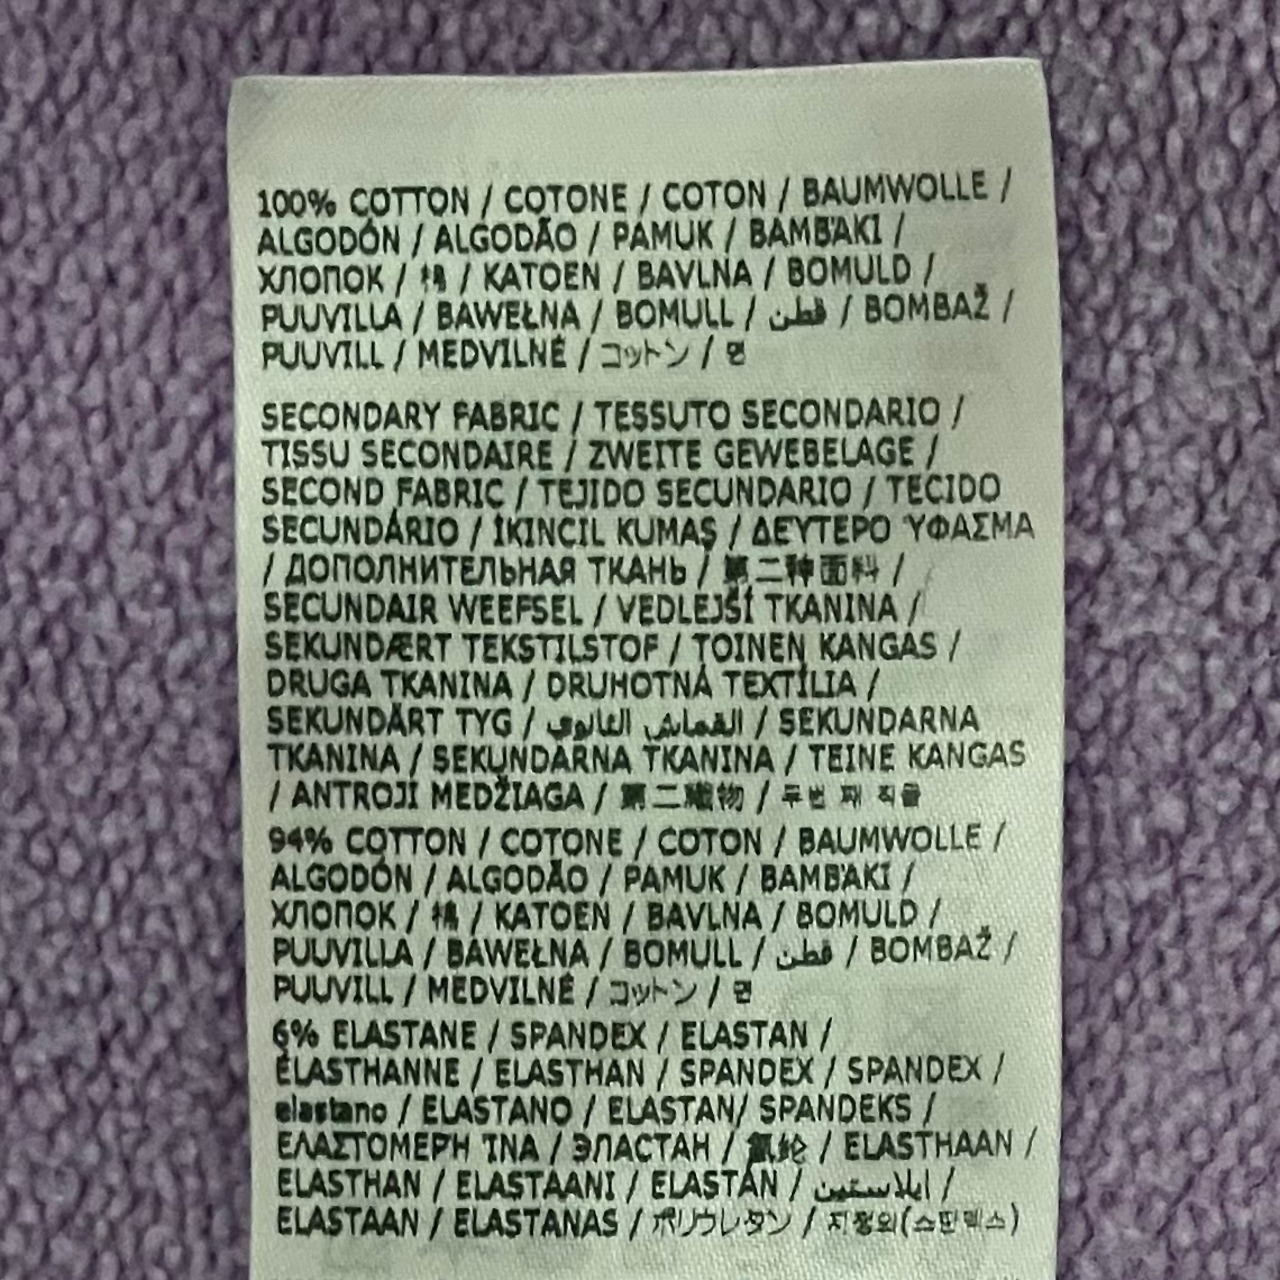 100% COTTON / COTONE / COTON / BAUMWOLLE /
ALGODÓN / ALGODÃO / PAMUK / BAMBAKI /
ХЛОПОК / 棉 / KATOEN / BAVLNA / BOMULD /
PUUVILLA / BAWEŁNA / BOMULL / قطن / BOMBAŽ /
PUUVILL / MEDVILNĖ / コットン / 면
SECONDARY FABRIC / TESSUTO SECONDARIO /
TISSU SECONDAIRE / ZWEITE GEWEBELAGE /
SECOND FABRIC / TEJIDO SECUNDARIO / TECIDO
SECUNDÁRIO / İKINCIL KUMAŞ / ΔΕΥΤΕΡΟ ΎΦΑΣΜΑ
/ ДОПОЛНИТЕЛЬНАЯ ТКАНЬ / 第二种面料 /
SECUNDAIR WEEFSEL / VEDLEJŠÍ TKANINA /
SEKUNDÆRT TEKSTILSTOF / TOINEN KANGAS /
DRUGA TKANINA / DRUHOTNÁ TEXTÍLIA /
SEKUNDÄRT TYG / القماش الثانوي / SEKUNDARNA
TKANINA / SEKUNDARNA TKANINA / TEINE KANGAS
/ ANTROJI MEDŽIAGA / 第二織物 / 두번 째 직물
94% COTTON / COTONE / COTON / BAUMWOLLE /
ALGODÓN / ALGODÃO / PAMUK / BAMBAKI /
ХЛОПОК / 棉 / KATOEN / BAVLNA / BOMULD /
PUUVILLA / BAWEŁNA / BOMULL / قطن / BOMBAŽ /
PUUVILL / MEDVILNĖ / コットン / 면
6% ELASTANE / SPANDEX / ELASTAN /
ÉLASTHANNE / ELASTHAN / SPANDEX / SPANDEX /
elastano / ELASTANO / ELASTAN/ SPANDEKS /
ΕΛΑΣΤΟΜΕΡΗ ΊΝΑ / ЭЛАСТАН / 氨纶 / ELASTHAAN /
ELASTHAN / ELASTAANI / ELASTÁN / ايلاستين /
ELASTAAN / ELASTANAS / ポリウレタン / 지정외(스판덱스)